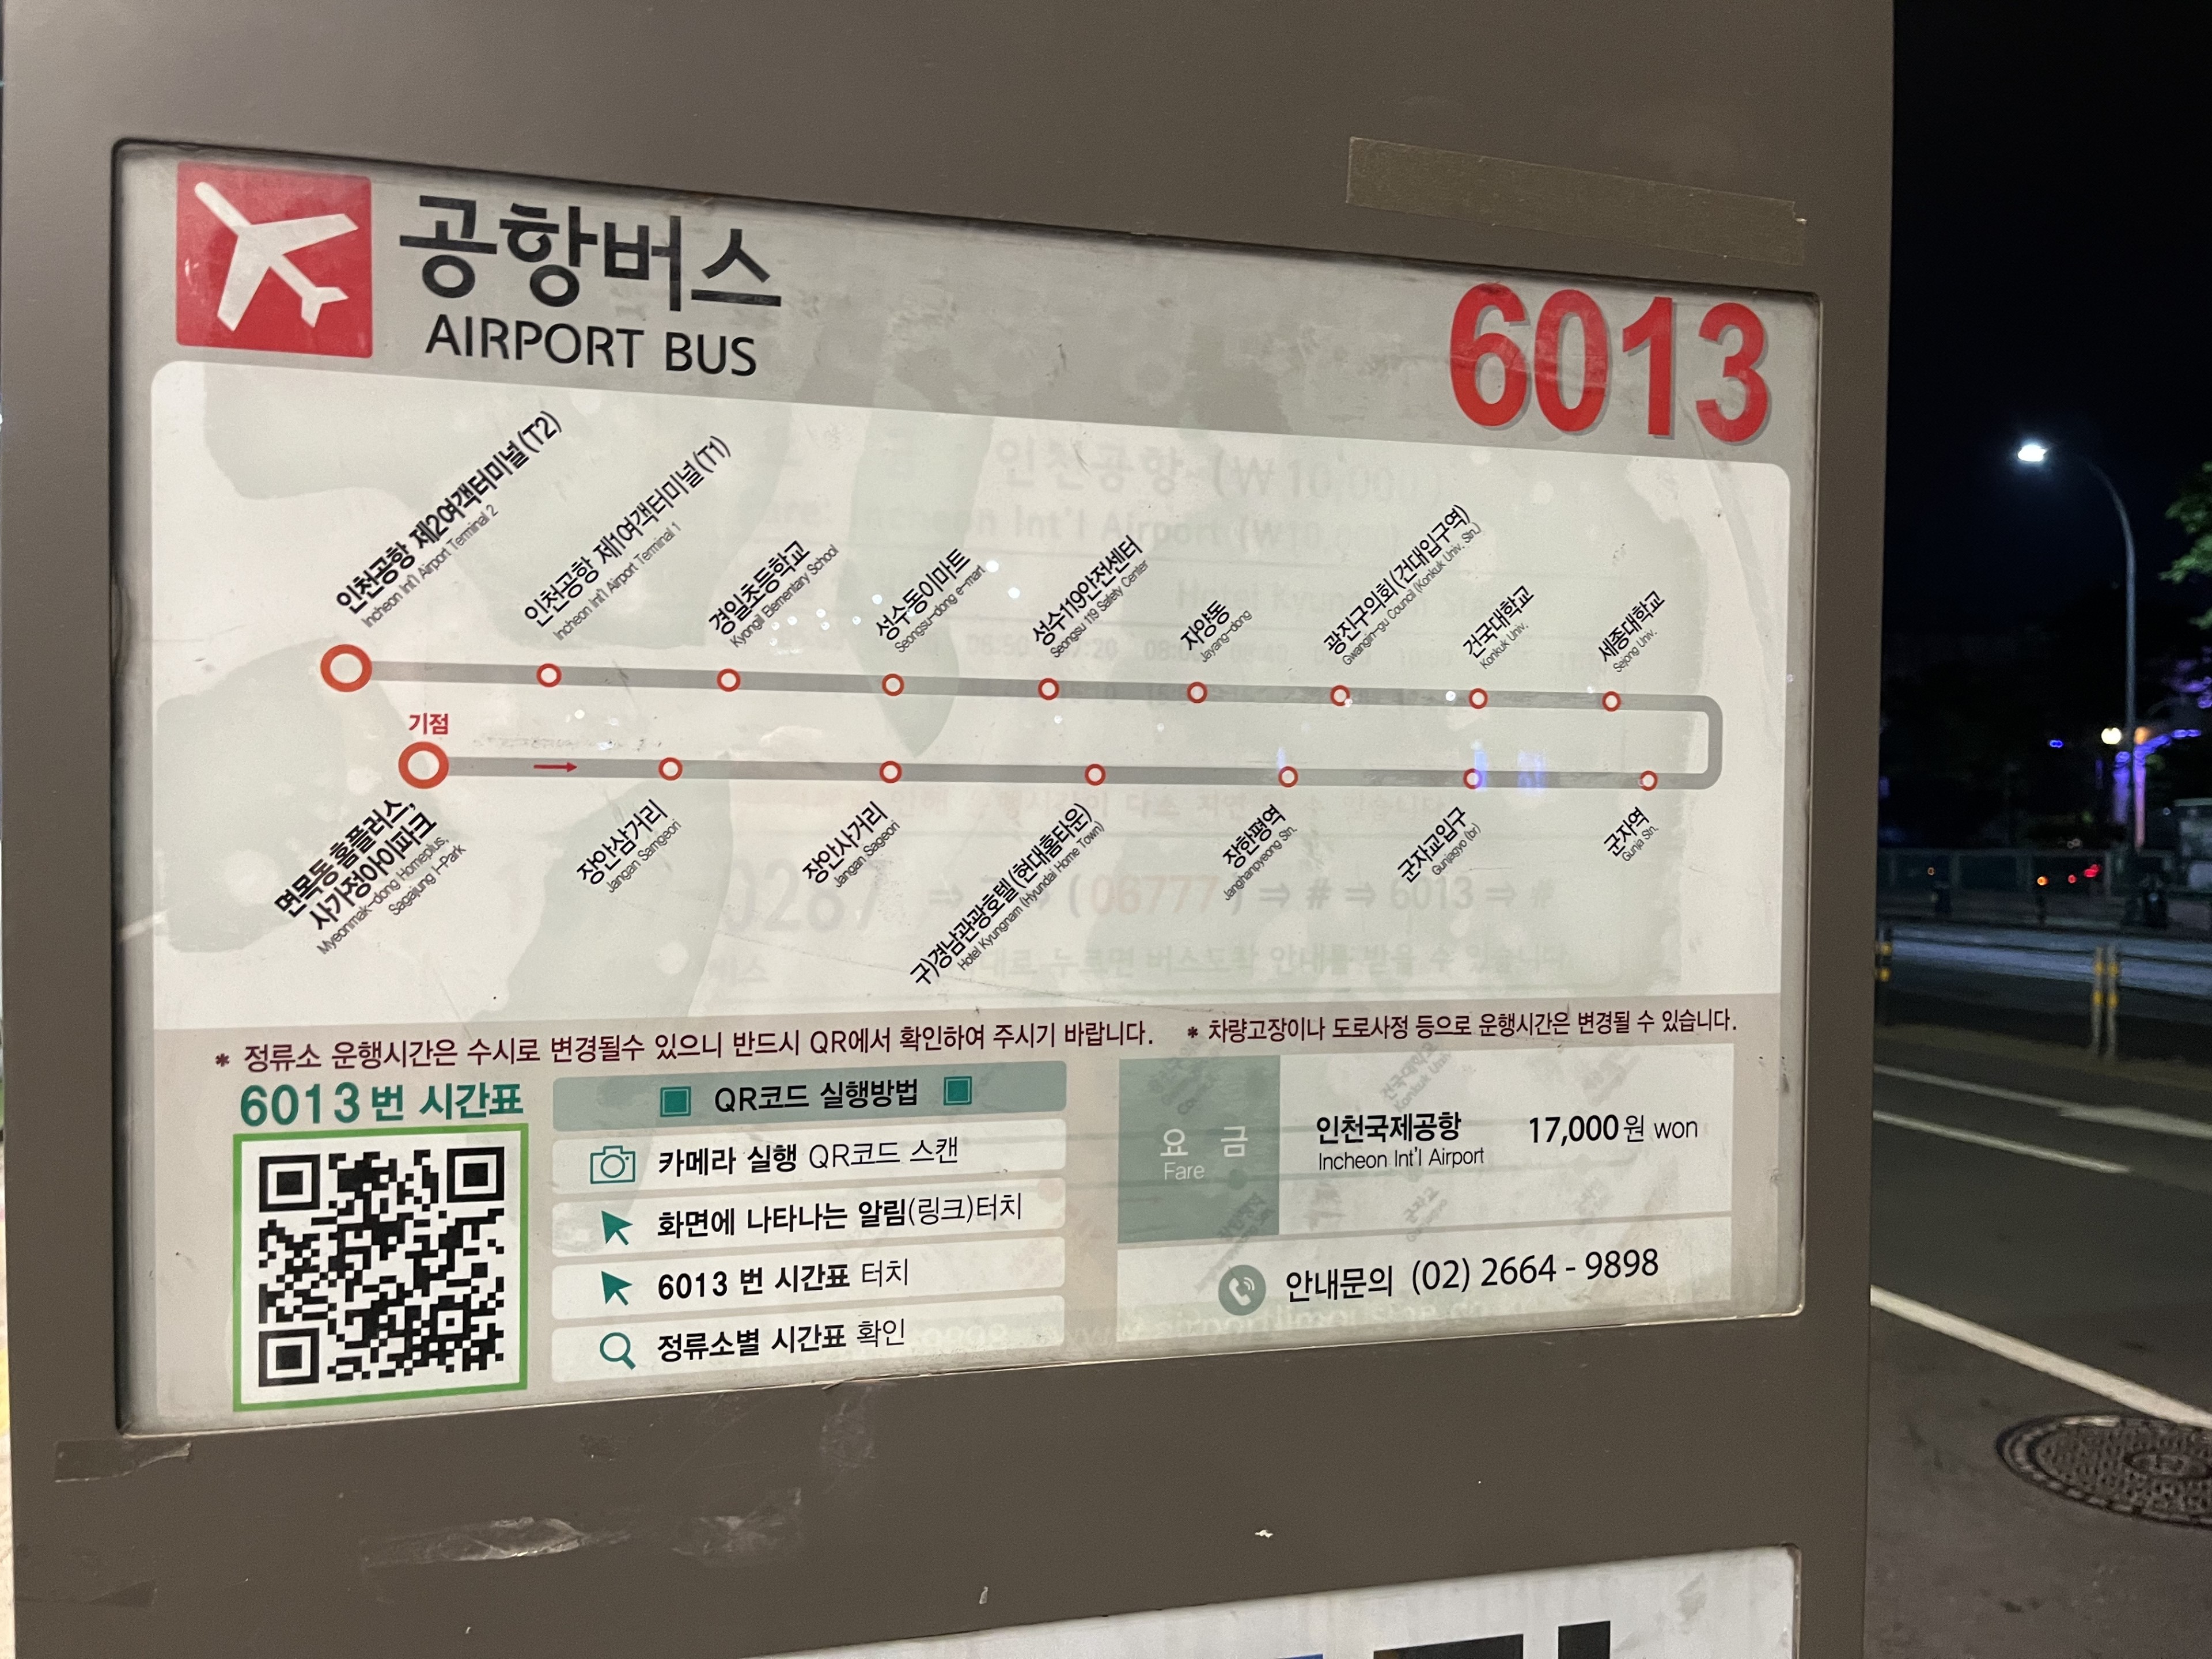 공항버스
AIRPORT BUS
6013
인천공항 제2여객터미널(T2)
Incheon Int'l Airport Terminal 2
인천공항 제1여객터미널(T1)
Incheon Int'l Airport Terminal 1
경일초등학교
Kyongil Elementary School
성수동이마트
Seongsu-dong e-mart
성수119안전센터
Seongsu 119 Safety Center
자양동
Jayang-dong
광진구의회(건대입구역)
Gwangjin-gu Council (Konkuk Univ. Stn.)
건국대학교
Konkuk Univ.
세종대학교
Sejong Univ.
기점
면목동 홈플러스,
사가정아이파크
Myeonmak-dong Homeplus,
Sagajung I-Park
장안삼거리
Jangan Samgeori
장안사거리
Jangan Sageori
구)경남관광호텔(현대홈타운)
Hotel Kyungnam (Hyundai Home Town)
장한평역
Janghanpyeong Stn.
군자교입구
Gunjagyo (br)
군자역
Gunja Stn.
* 정류소 운행시간은 수시로 변경될수 있으니 반드시 QR에서 확인하여 주시기 바랍니다. * 차량고장이나 도로사정 등으로 운행시간은 변경될 수 있습니다.
6013번 시간표
QR코드 실행방법
카메라 실행 QR코드 스캔
화면에 나타나는 알림(링크)터치
6013 번 시간표 터치
정류소별 시간표 확인
요 금
Fare
인천국제공항 17,000원 won
Incheon Int'l Airport
안내문의 (02) 2664 - 9898